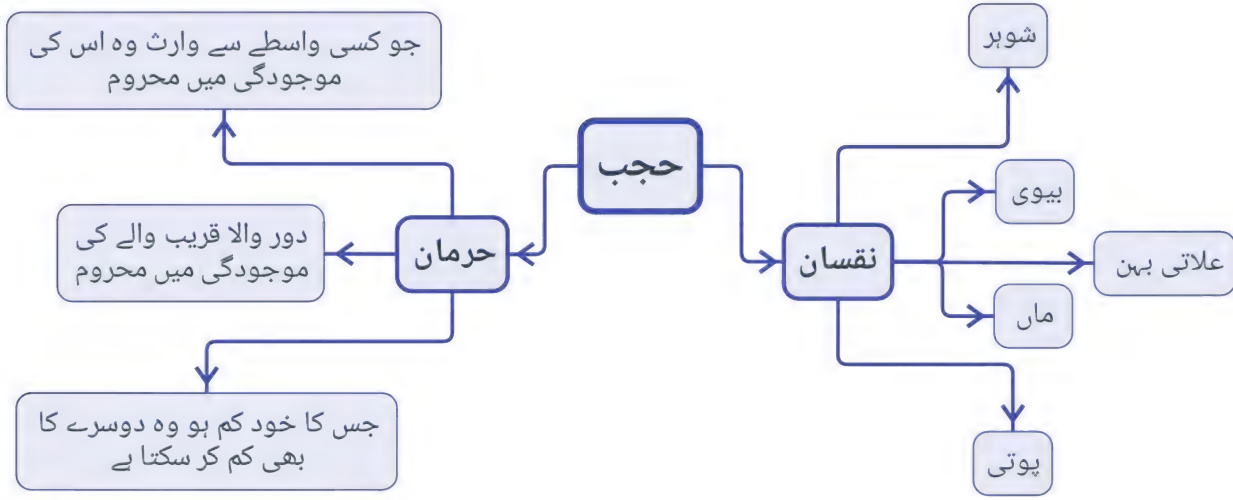 حجب
نقسان
شوہر
بیوی
علاتی بہن
ماں
پوتی
حرمان
جو کسی واسطے سے وارث وہ اس کی
موجودگی میں محروم
دور والا قریب والے کی
موجودگی میں محروم
جس کا خود کم ہو وہ دوسرے کا
بھی کم کر سکتا ہے